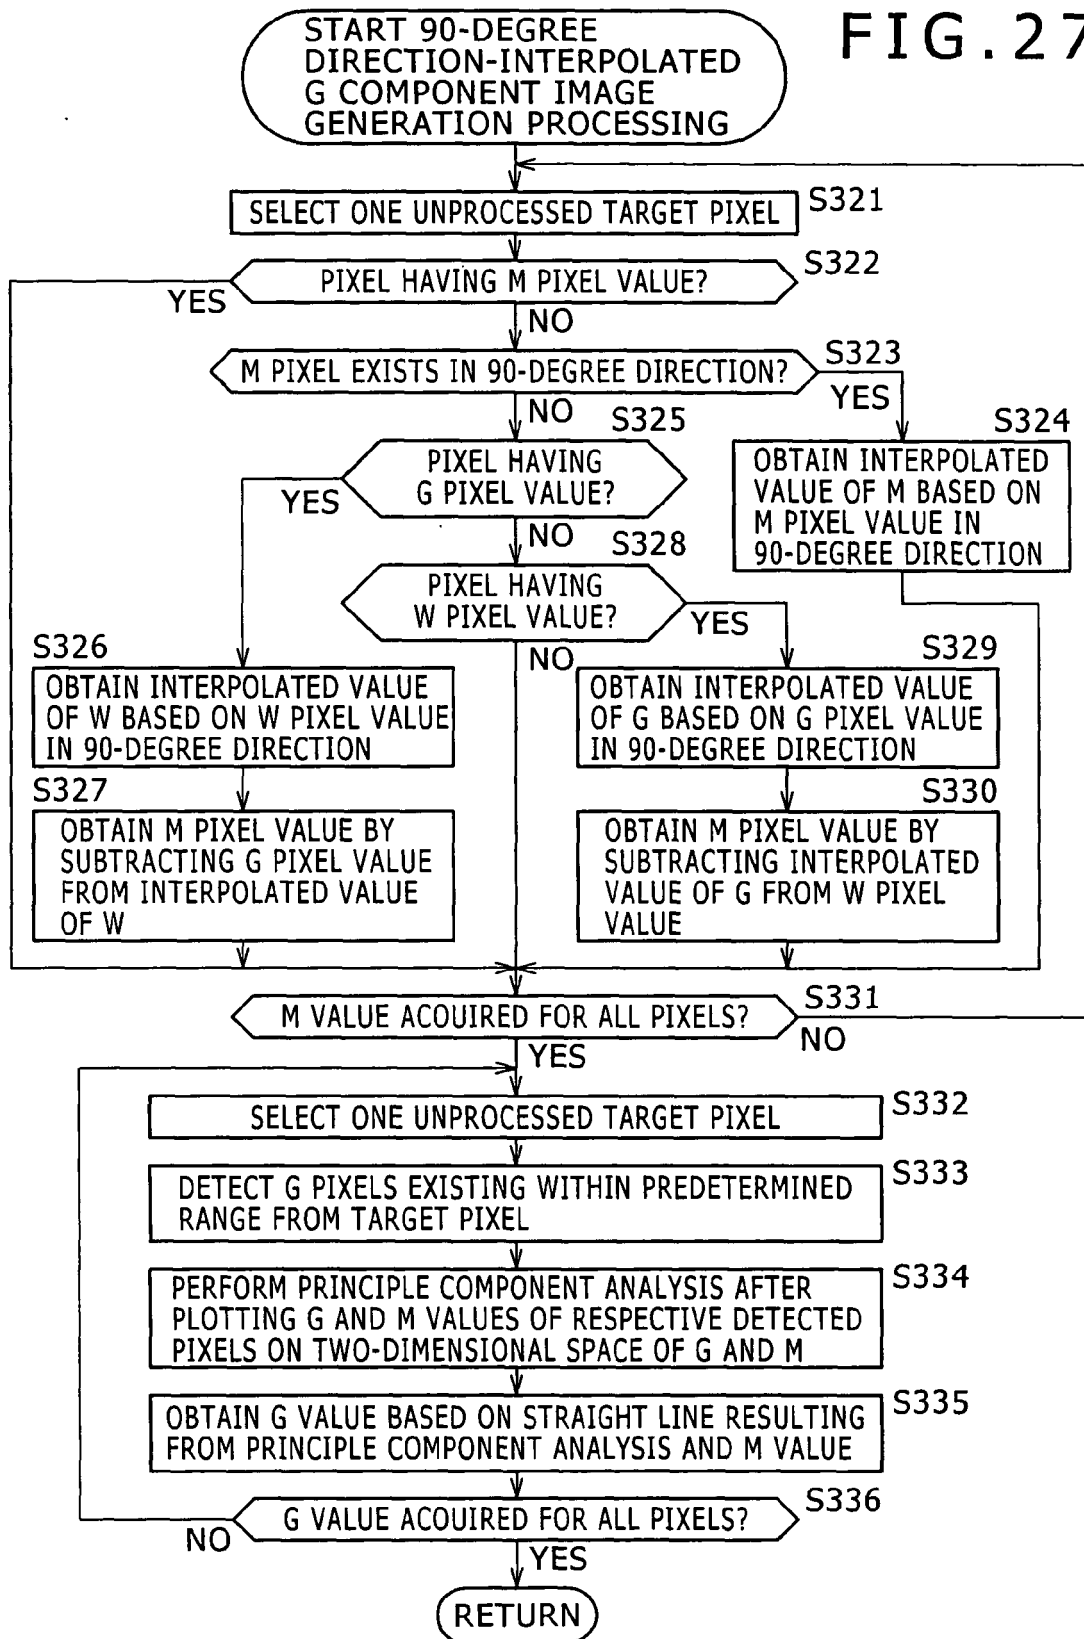 START 90-DEGREE
DIRECTION-INTERPOLATED
G COMPONENT IMAGE
GENERATION PROCESSING
FIG.27
SELECT ONE UNPROCESSED TARGET PIXEL
S321
PIXEL HAVING M PIXEL VALUE?
S322
YES
NO
M PIXEL EXISTS IN 90-DEGREE DIRECTION?
S323
YES
NO
S325
PIXEL HAVING
G PIXEL VALUE?
YES
NO
S324
OBTAIN INTERPOLATED
VALUE OF M BASED ON
M PIXEL VALUE IN
90-DEGREE DIRECTION
S328
PIXEL HAVING
W PIXEL VALUE?
YES
NO
S326
OBTAIN INTERPOLATED VALUE
OF W BASED ON W PIXEL VALUE
IN 90-DEGREE DIRECTION
S329
OBTAIN INTERPOLATED VALUE
OF G BASED ON G PIXEL VALUE
IN 90-DEGREE DIRECTION
S327
OBTAIN M PIXEL VALUE BY
SUBTRACTING G PIXEL VALUE
FROM INTERPOLATED VALUE
OF W
S330
OBTAIN M PIXEL VALUE BY
SUBTRACTING INTERPOLATED
VALUE OF G FROM W PIXEL
VALUE
M VALUE ACOUIRED FOR ALL PIXELS?
S331
NO
YES
SELECT ONE UNPROCESSED TARGET PIXEL
S332
DETECT G PIXELS EXISTING WITHIN PREDETERMINED
RANGE FROM TARGET PIXEL
S333
PERFORM PRINCIPLE COMPONENT ANALYSIS AFTER
PLOTTING G AND M VALUES OF RESPECTIVE DETECTED
PIXELS ON TWO-DIMENSIONAL SPACE OF G AND M
S334
OBTAIN G VALUE BASED ON STRAIGHT LINE RESULTING
FROM PRINCIPLE COMPONENT ANALYSIS AND M VALUE
S335
G VALUE ACOUIRED FOR ALL PIXELS?
S336
NO
YES
RETURN